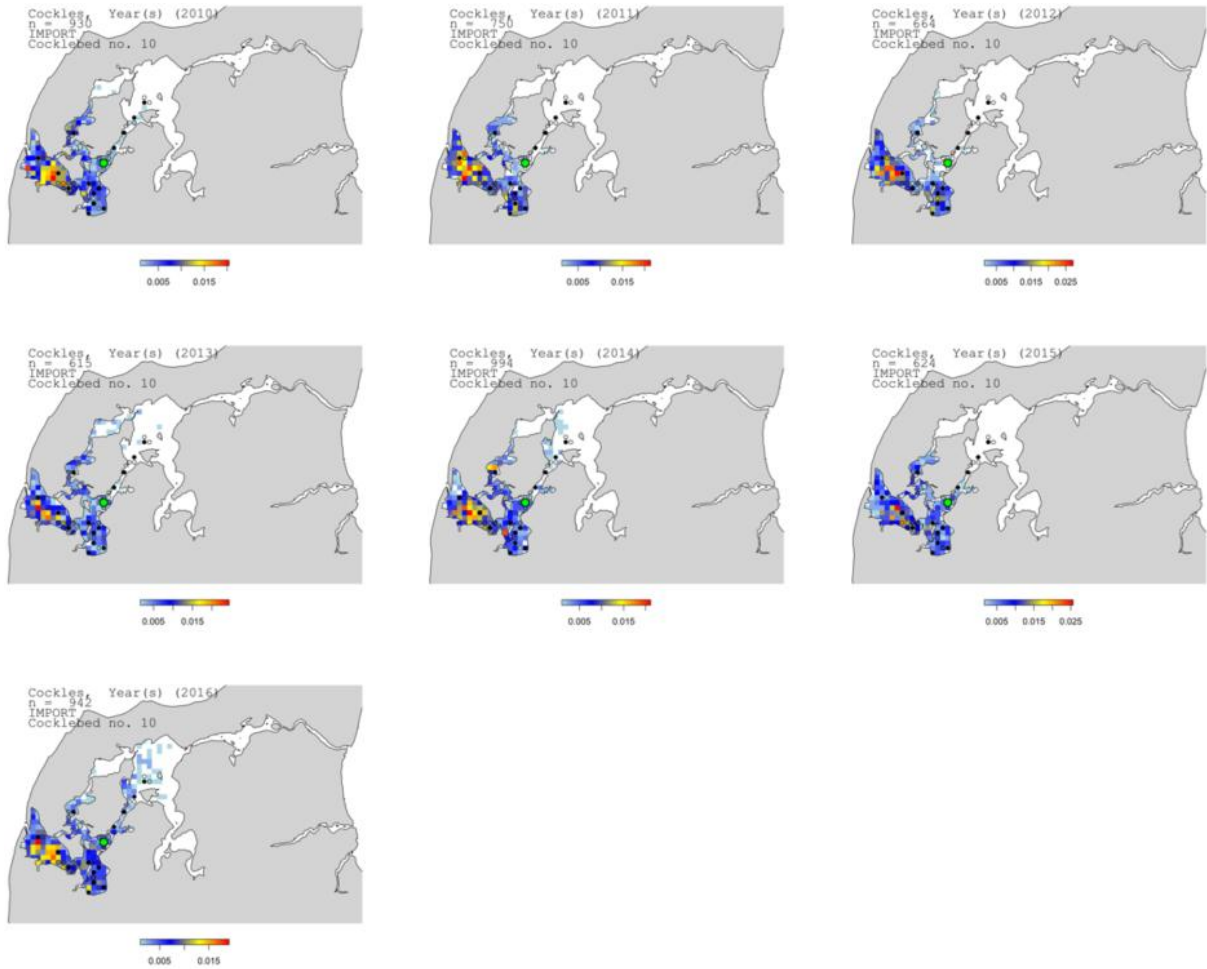 Cockles, Year(s) (2010)
n = 930
IMPORT
Cocklebed no. 10
0.005 0.015
Cockles, Year(s) (2011)
n = 750
IMPORT
Cocklebed no. 10
0.005 0.015
Cockles, Year(s) (2012)
n = 664
IMPORT
Cocklebed no. 10
0.005 0.015 0.025
Cockles, Year(s) (2013)
n = 615
IMPORT
Cocklebed no. 10
0.005 0.015
Cockles, Year(s) (2014)
n = 994
IMPORT
Cocklebed no. 10
0.005 0.015
Cockles, Year(s) (2015)
n = 624
IMPORT
Cocklebed no. 10
0.005 0.015 0.025
Cockles, Year(s) (2016)
n = 942
IMPORT
Cocklebed no. 10
0.005 0.015